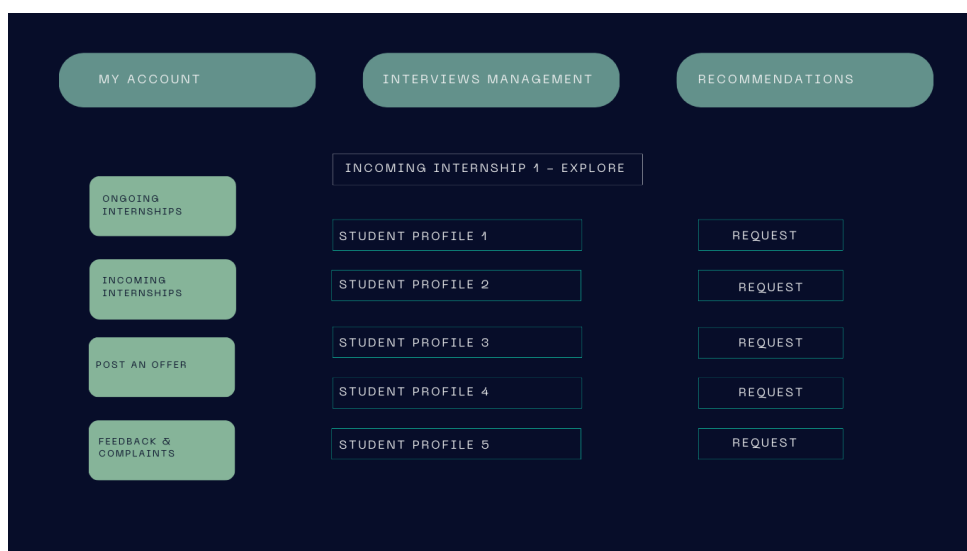 MY ACCOUNT
INTERVIEWS MANAGEMENT
RECOMMENDATIONS
ONGOING
INTERNSHIPS
INCOMING
INTERNSHIPS
POST AN OFFER
FEEDBACK &
COMPLAINTS
INCOMING INTERNSHIP 1 – EXPLORE
STUDENT PROFILE 1
REQUEST
STUDENT PROFILE 2
REQUEST
STUDENT PROFILE 3
REQUEST
STUDENT PROFILE 4
REQUEST
STUDENT PROFILE 5
REQUEST